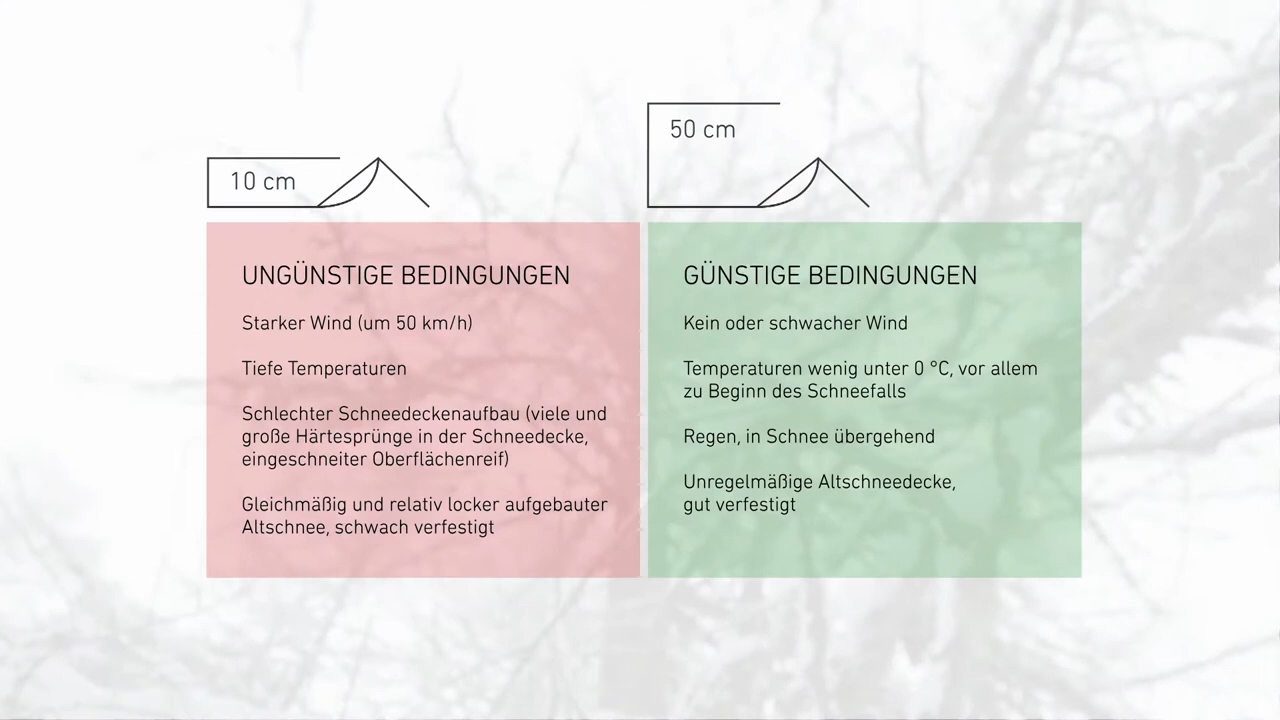 10 cm
50 cm
UNGÜNSTIGE BEDINGUNGEN
Starker Wind (um 50 km/h)
Tiefe Temperaturen
Schlechter Schneedeckenaufbau (viele und
große Härtesprünge in der Schneedecke,
eingeschneiter Oberflächenreif)
Gleichmäßig und relativ locker aufgebauter
Altschnee, schwach verfestigt
GÜNSTIGE BEDINGUNGEN
Kein oder schwacher Wind
Temperaturen wenig unter 0 °C, vor allem
zu Beginn des Schneefalls
Regen, in Schnee übergehend
Unregelmäßige Altschneedecke,
gut verfestigt